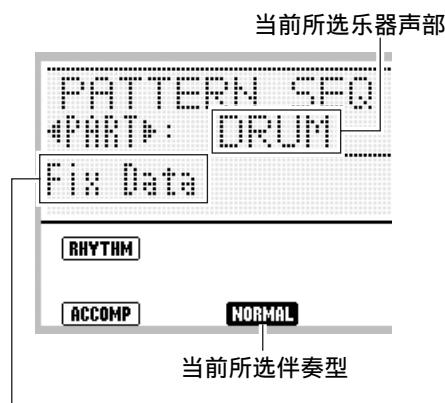 当前所选乐器声部
PATTERN SEQ
◀PART▶: DRUM
Fix Data
RHYTHM
ACCOMP NORMAL
当前所选伴奏型